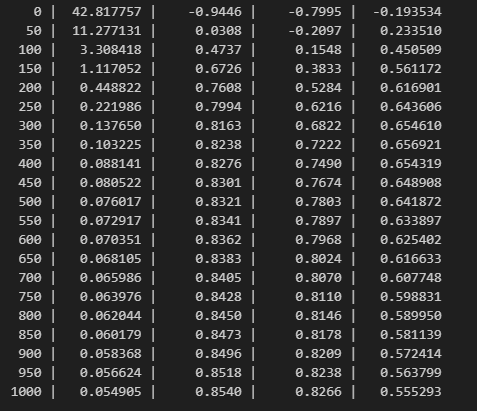 0 | 42.817757 | -0.9446 | -0.7995 | -0.193534
50 | 11.277131 | 0.0308 | -0.2097 | 0.233510
100 | 3.308418 | 0.4737 | 0.1548 | 0.450509
150 | 1.117052 | 0.6726 | 0.3833 | 0.561172
200 | 0.448822 | 0.7608 | 0.5284 | 0.616901
250 | 0.221986 | 0.7994 | 0.6216 | 0.643606
300 | 0.137650 | 0.8163 | 0.6822 | 0.654610
350 | 0.103225 | 0.8238 | 0.7222 | 0.656921
400 | 0.088141 | 0.8276 | 0.7490 | 0.654319
450 | 0.080522 | 0.8301 | 0.7674 | 0.648908
500 | 0.076017 | 0.8321 | 0.7803 | 0.641872
550 | 0.072917 | 0.8341 | 0.7897 | 0.633897
600 | 0.070351 | 0.8362 | 0.7968 | 0.625402
650 | 0.068105 | 0.8383 | 0.8024 | 0.616633
700 | 0.065986 | 0.8405 | 0.8070 | 0.607748
750 | 0.063976 | 0.8428 | 0.8110 | 0.598831
800 | 0.062044 | 0.8450 | 0.8146 | 0.589950
850 | 0.060179 | 0.8473 | 0.8178 | 0.581139
900 | 0.058368 | 0.8496 | 0.8209 | 0.572414
950 | 0.056624 | 0.8518 | 0.8238 | 0.563799
1000 | 0.054905 | 0.8540 | 0.8266 | 0.555293